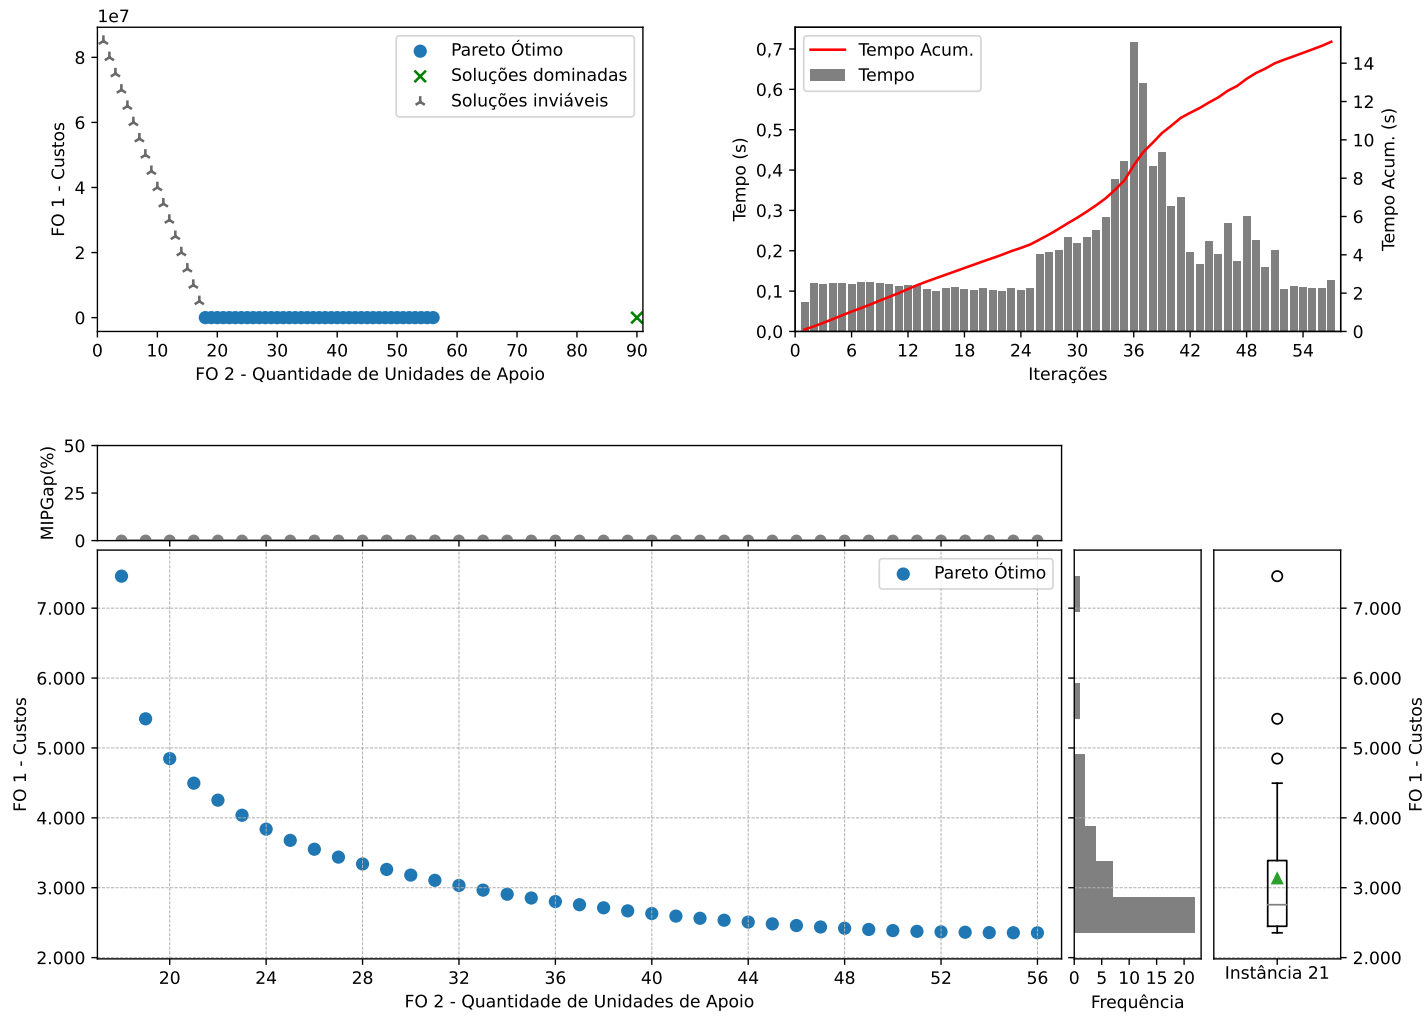 1e7
8
6
4
2
0
FO 1 - Custos
Pareto Ótimo
Soluções dominadas
Soluções inviáveis
0 10 20 30 40 50 60 70 80 90
FO 2 - Quantidade de Unidades de Apoio
0,7
0,6
0,5
0,4
0,3
0,2
0,1
0,0
Tempo (s)
Tempo Acum.
Tempo
14
12
10
8
6
4
2
0
Tempo Acum. (s)
0 6 12 18 24 30 36 42 48 54
Iterações
50
25
0
MIPGap(%)
Pareto Ótimo
7.000
6.000
5.000
4.000
3.000
2.000
FO 1 - Custos
20 24 28 32 36 40 44 48 52 56
FO 2 - Quantidade de Unidades de Apoio
0 5 10 15 20
Frequência
Instância 21
7.000
6.000
5.000
4.000
3.000
2.000
FO 1 - Custos